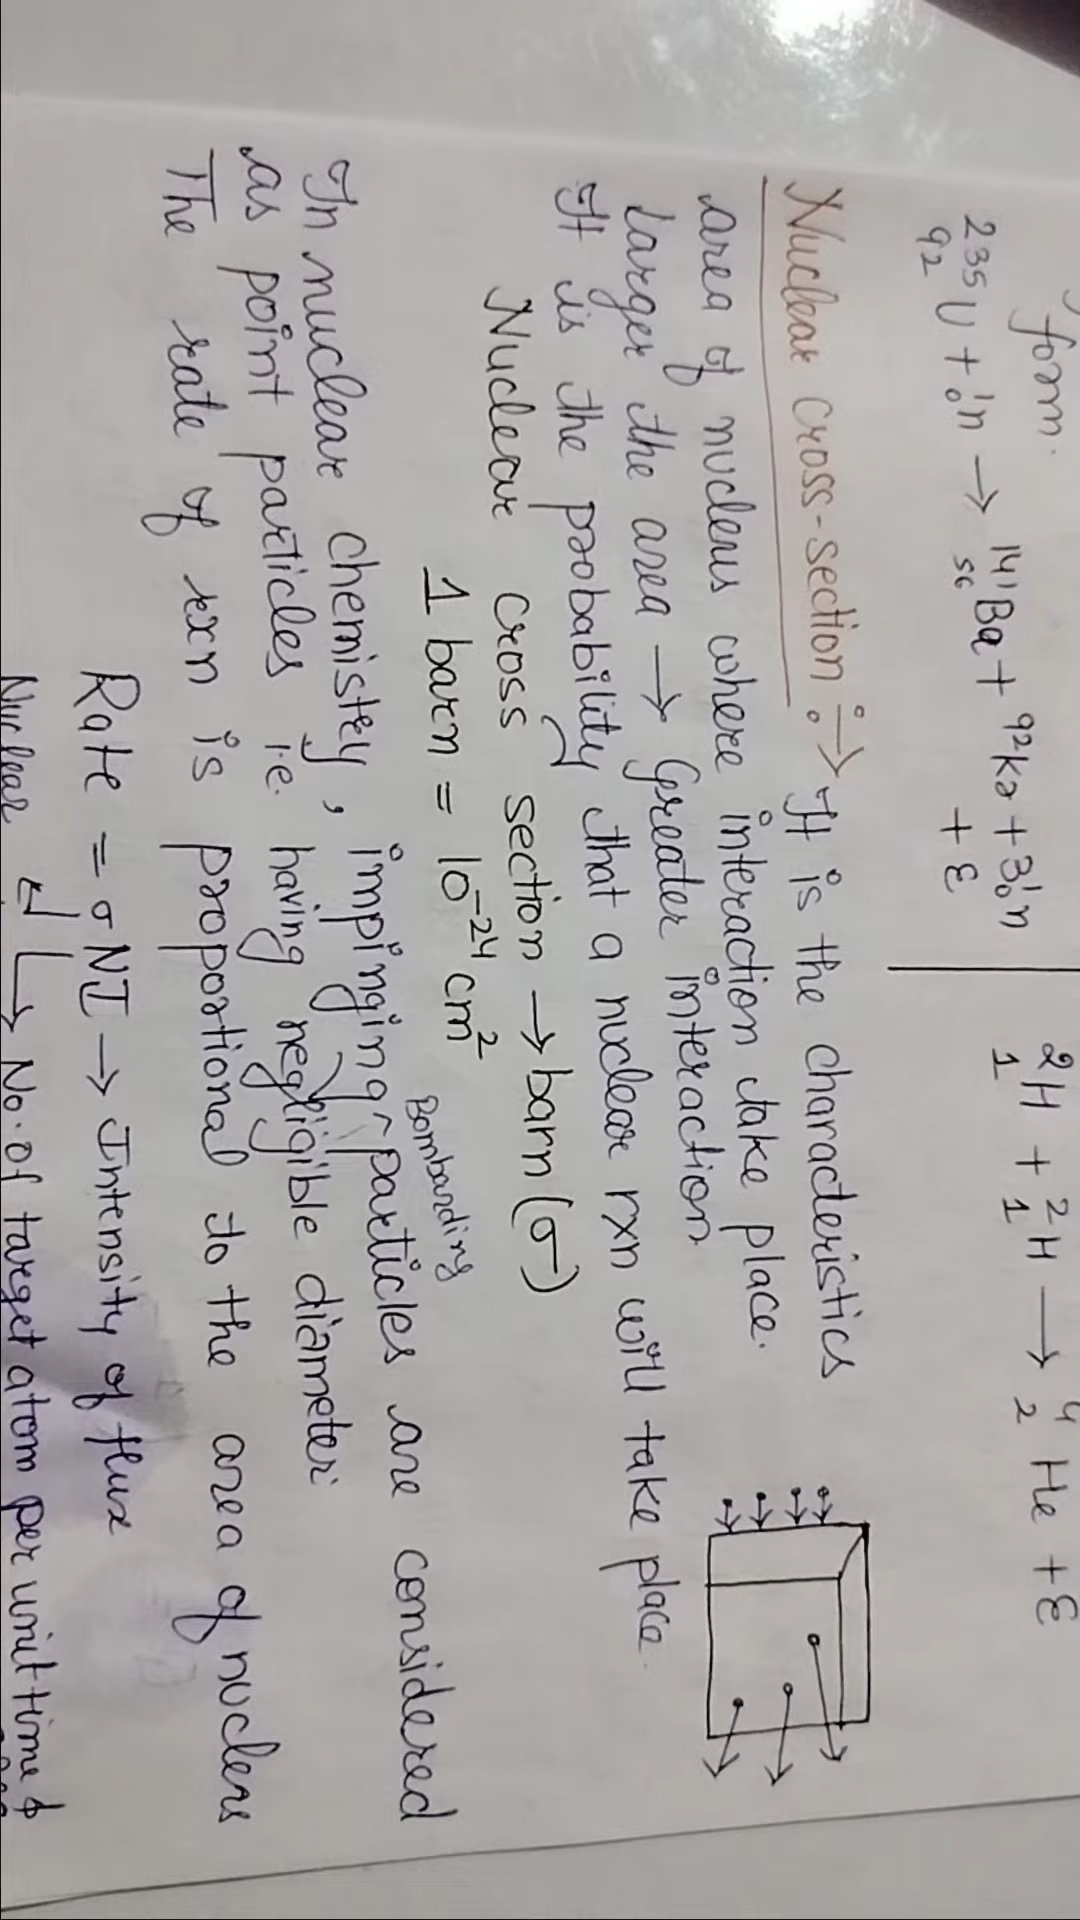 form.
²³⁵₉₂U + ¹₀n → ¹⁴¹₅₆Ba + ⁹²Kr + 3¹₀n + E
²₁H + ²₁H → ⁴₂He + E
Nuclear cross-section ÷→ It is the characteristics
area of nucleus where interaction take place.
larger the area → Greater interaction.
It is the probability that a nuclear rxn will take place.
Nuclear cross section → barn (σ)
1 barn = 10⁻²⁴ cm²
Bombarding
In nuclear chemistry, impinging ^ particles are considered
as point particles i.e. having negligible diameter.
The rate of rxn is proportional to the area of nucleus
Rate = σNI → Intensity of flux
Nuclear ↵ ↳ No. of target atom per unit time &